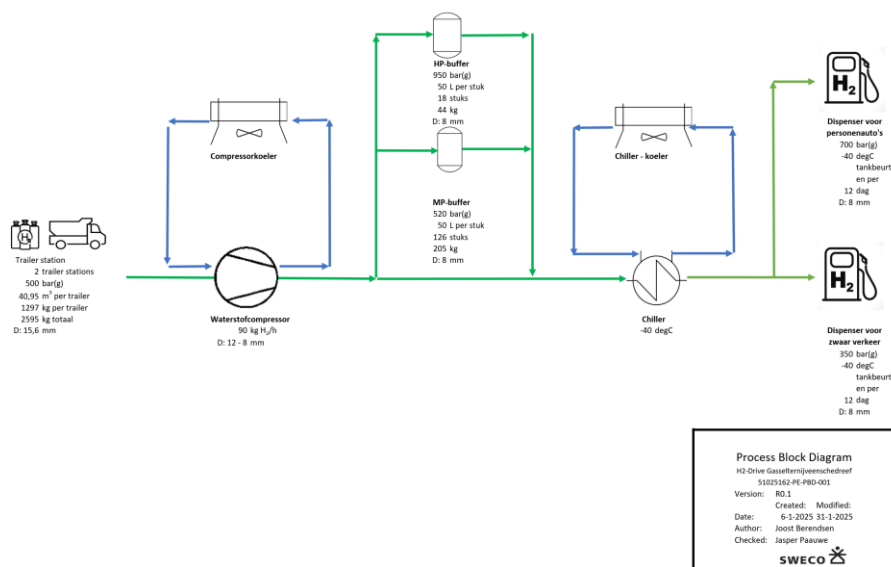 HP-buffer
950 bar(g)
50 L per stuk
18 stuks
44 kg
D: 8 mm
Compressorkoeler
Chiller - koeler
MP-buffer
520 bar(g)
50 L per stuk
126 stuks
205 kg
D: 8 mm
H2
Dispenser voor
personenauto's
700 bar(g)
-40 degC
tankbeurt
en per
12 dag
D: 8 mm
H
Trailer station
2 trailer stations
500 bar(g)
40,95 m³ per trailer
1297 kg per trailer
2595 kg totaal
D: 15,6 mm
Waterstofcompressor
90 kg H₂/h
D: 12 - 8 mm
Chiller
-40 degC
H2
Dispenser voor
zwaar verkeer
350 bar(g)
-40 degC
tankbeurt
en per
12 dag
D: 8 mm
Process Block Diagram
H2-Drive Gasselternijveenschedreef
51025162-PE-PBD-001
Version: R0.1
Created: Modified:
Date: 6-1-2025 31-1-2025
Author: Joost Berendsen
Checked: Jasper Paauwe
SWECO